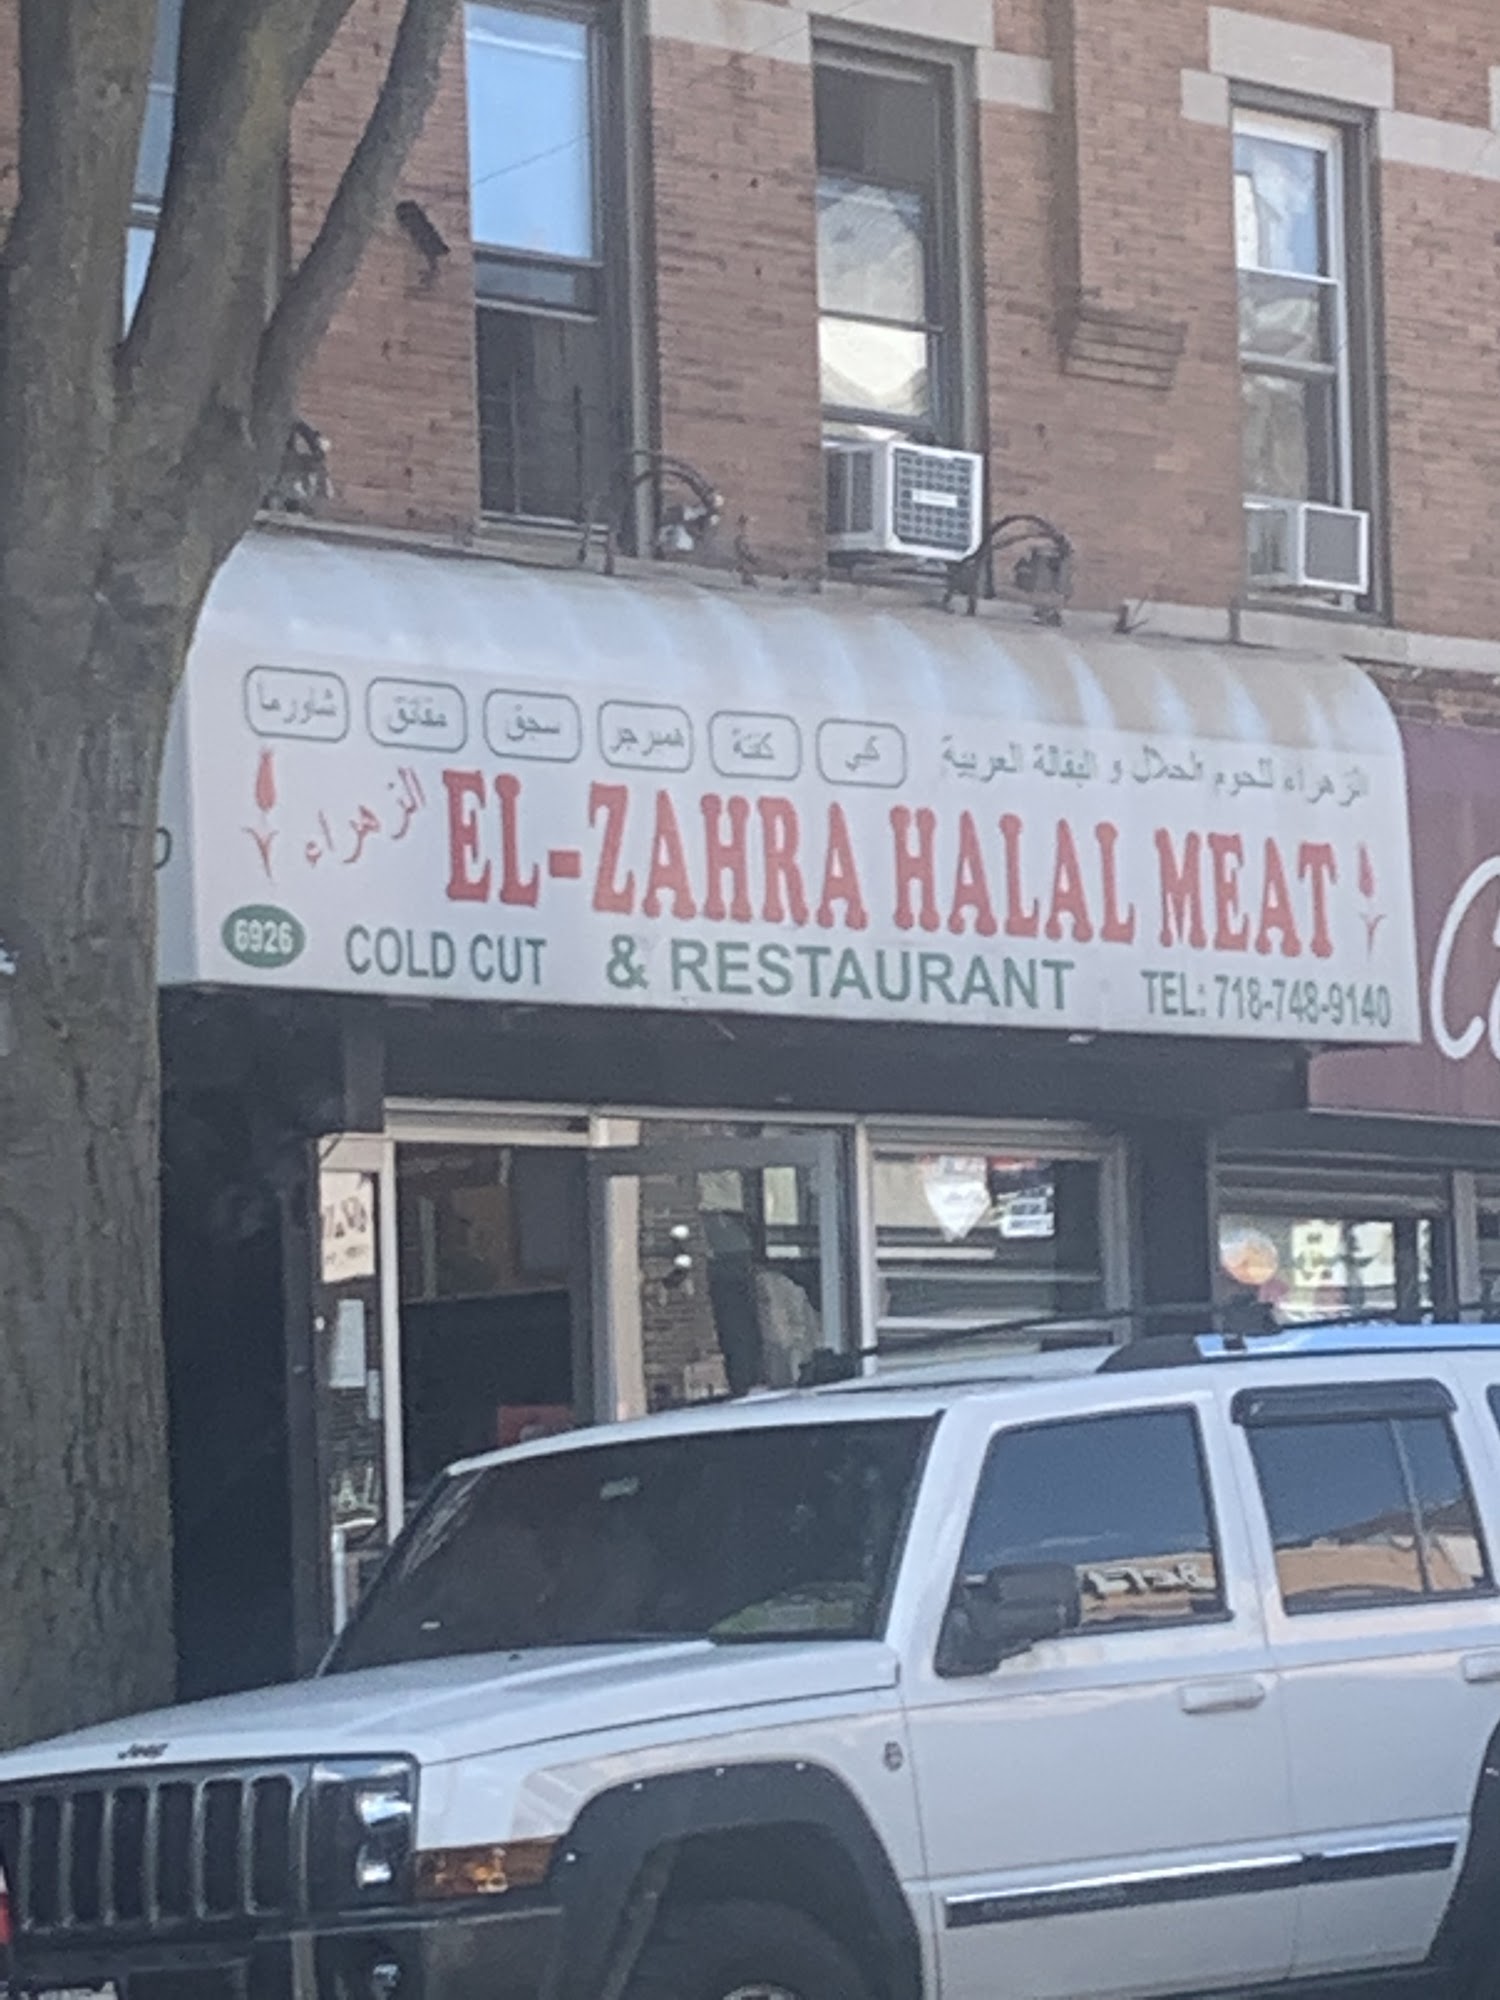 الزهراء للحوم الحلال و البقالة العربية
كبي كفتة همبرجر سجق مقانق شاورما
الزهراء EL-ZAHRA HALAL MEAT
6926 COLD CUT & RESTAURANT TEL: 718-748-9140
Jeep